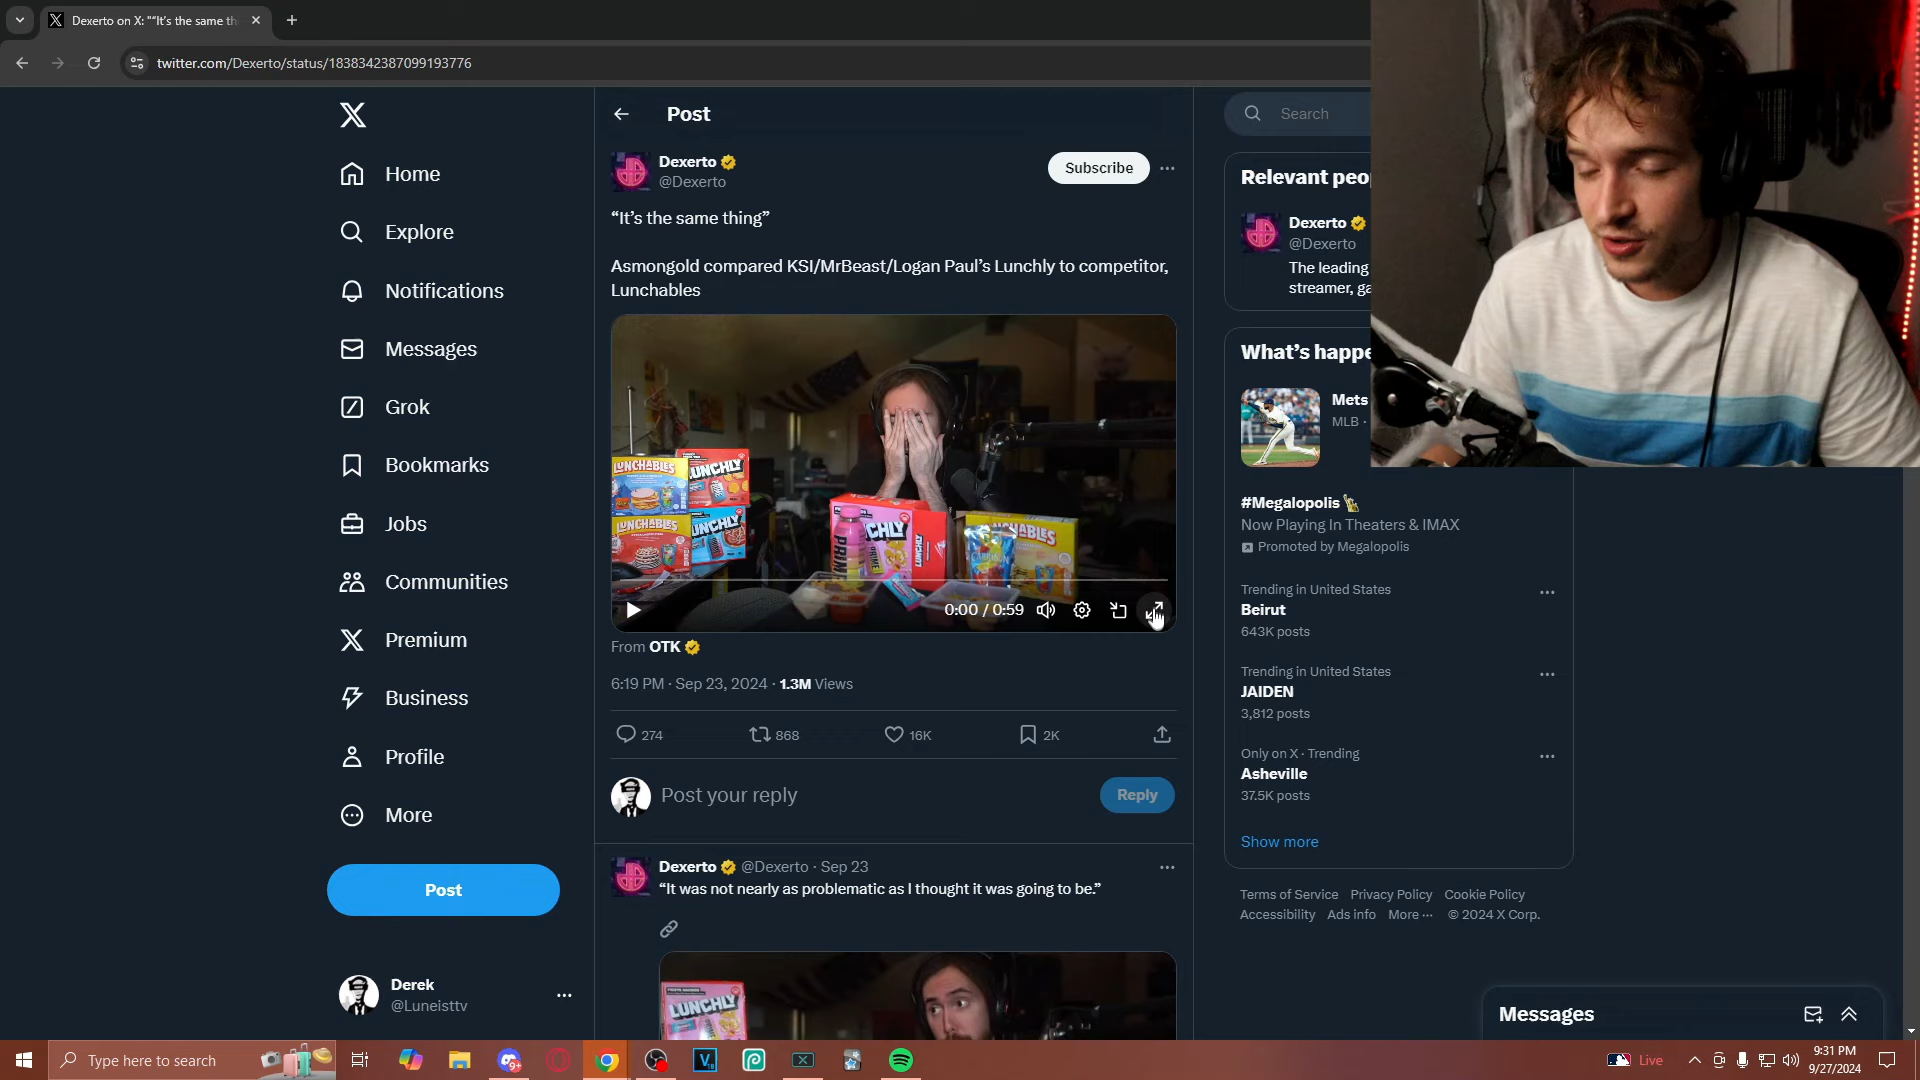 Dexerto on X: "“It’s the same th
twitter.com/Dexerto/status/1838342387099193776
Home
Explore
Notifications
Messages
Grok
Bookmarks
Jobs
Communities
Premium
Business
Profile
More
Post
Derek
@Luneisttv
Post
Dexerto
@Dexerto
Subscribe
“It’s the same thing”
Asmongold compared KSI/MrBeast/Logan Paul’s Lunchly to competitor,
Lunchables
LUNCHABLES
LUNCHLY
LUNCHABLES
PRIME
LUNCHLY
0:00 / 0:59
From OTK
6:19 PM · Sep 23, 2024 · 1.3M Views
274
868
16K
2K
Post your reply
Reply
Dexerto @Dexerto · Sep 23
“It was not nearly as problematic as I thought it was going to be.”
LUNCHLY
Search
Relevant peo
Dexerto
@Dexerto
The leading
streamer, ga
What’s happe
Mets
MLB ·
#Megalopolis
Now Playing In Theaters & IMAX
Promoted by Megalopolis
Trending in United States
Beirut
643K posts
Trending in United States
JAIDEN
3,812 posts
Only on X · Trending
Asheville
37.5K posts
Show more
Terms of Service Privacy Policy Cookie Policy
Accessibility Ads info More ··· © 2024 X Corp.
Messages
Type here to search
9+
Live
9:31 PM
9/27/2024